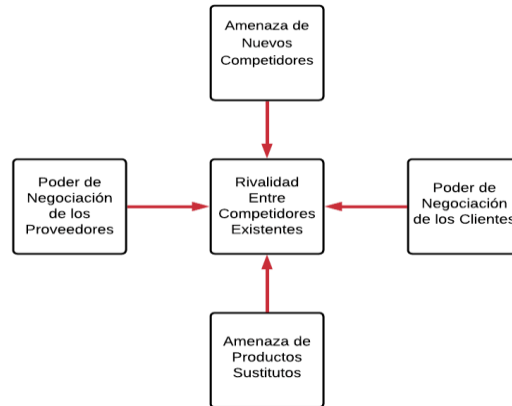 Amenaza de
Nuevos
Competidores
Poder de
Negociación
de los
Proveedores
Rivalidad
Entre
Competidores
Existentes
Poder de
Negociación
de los Clientes
Amenaza de
Productos
Sustitutos